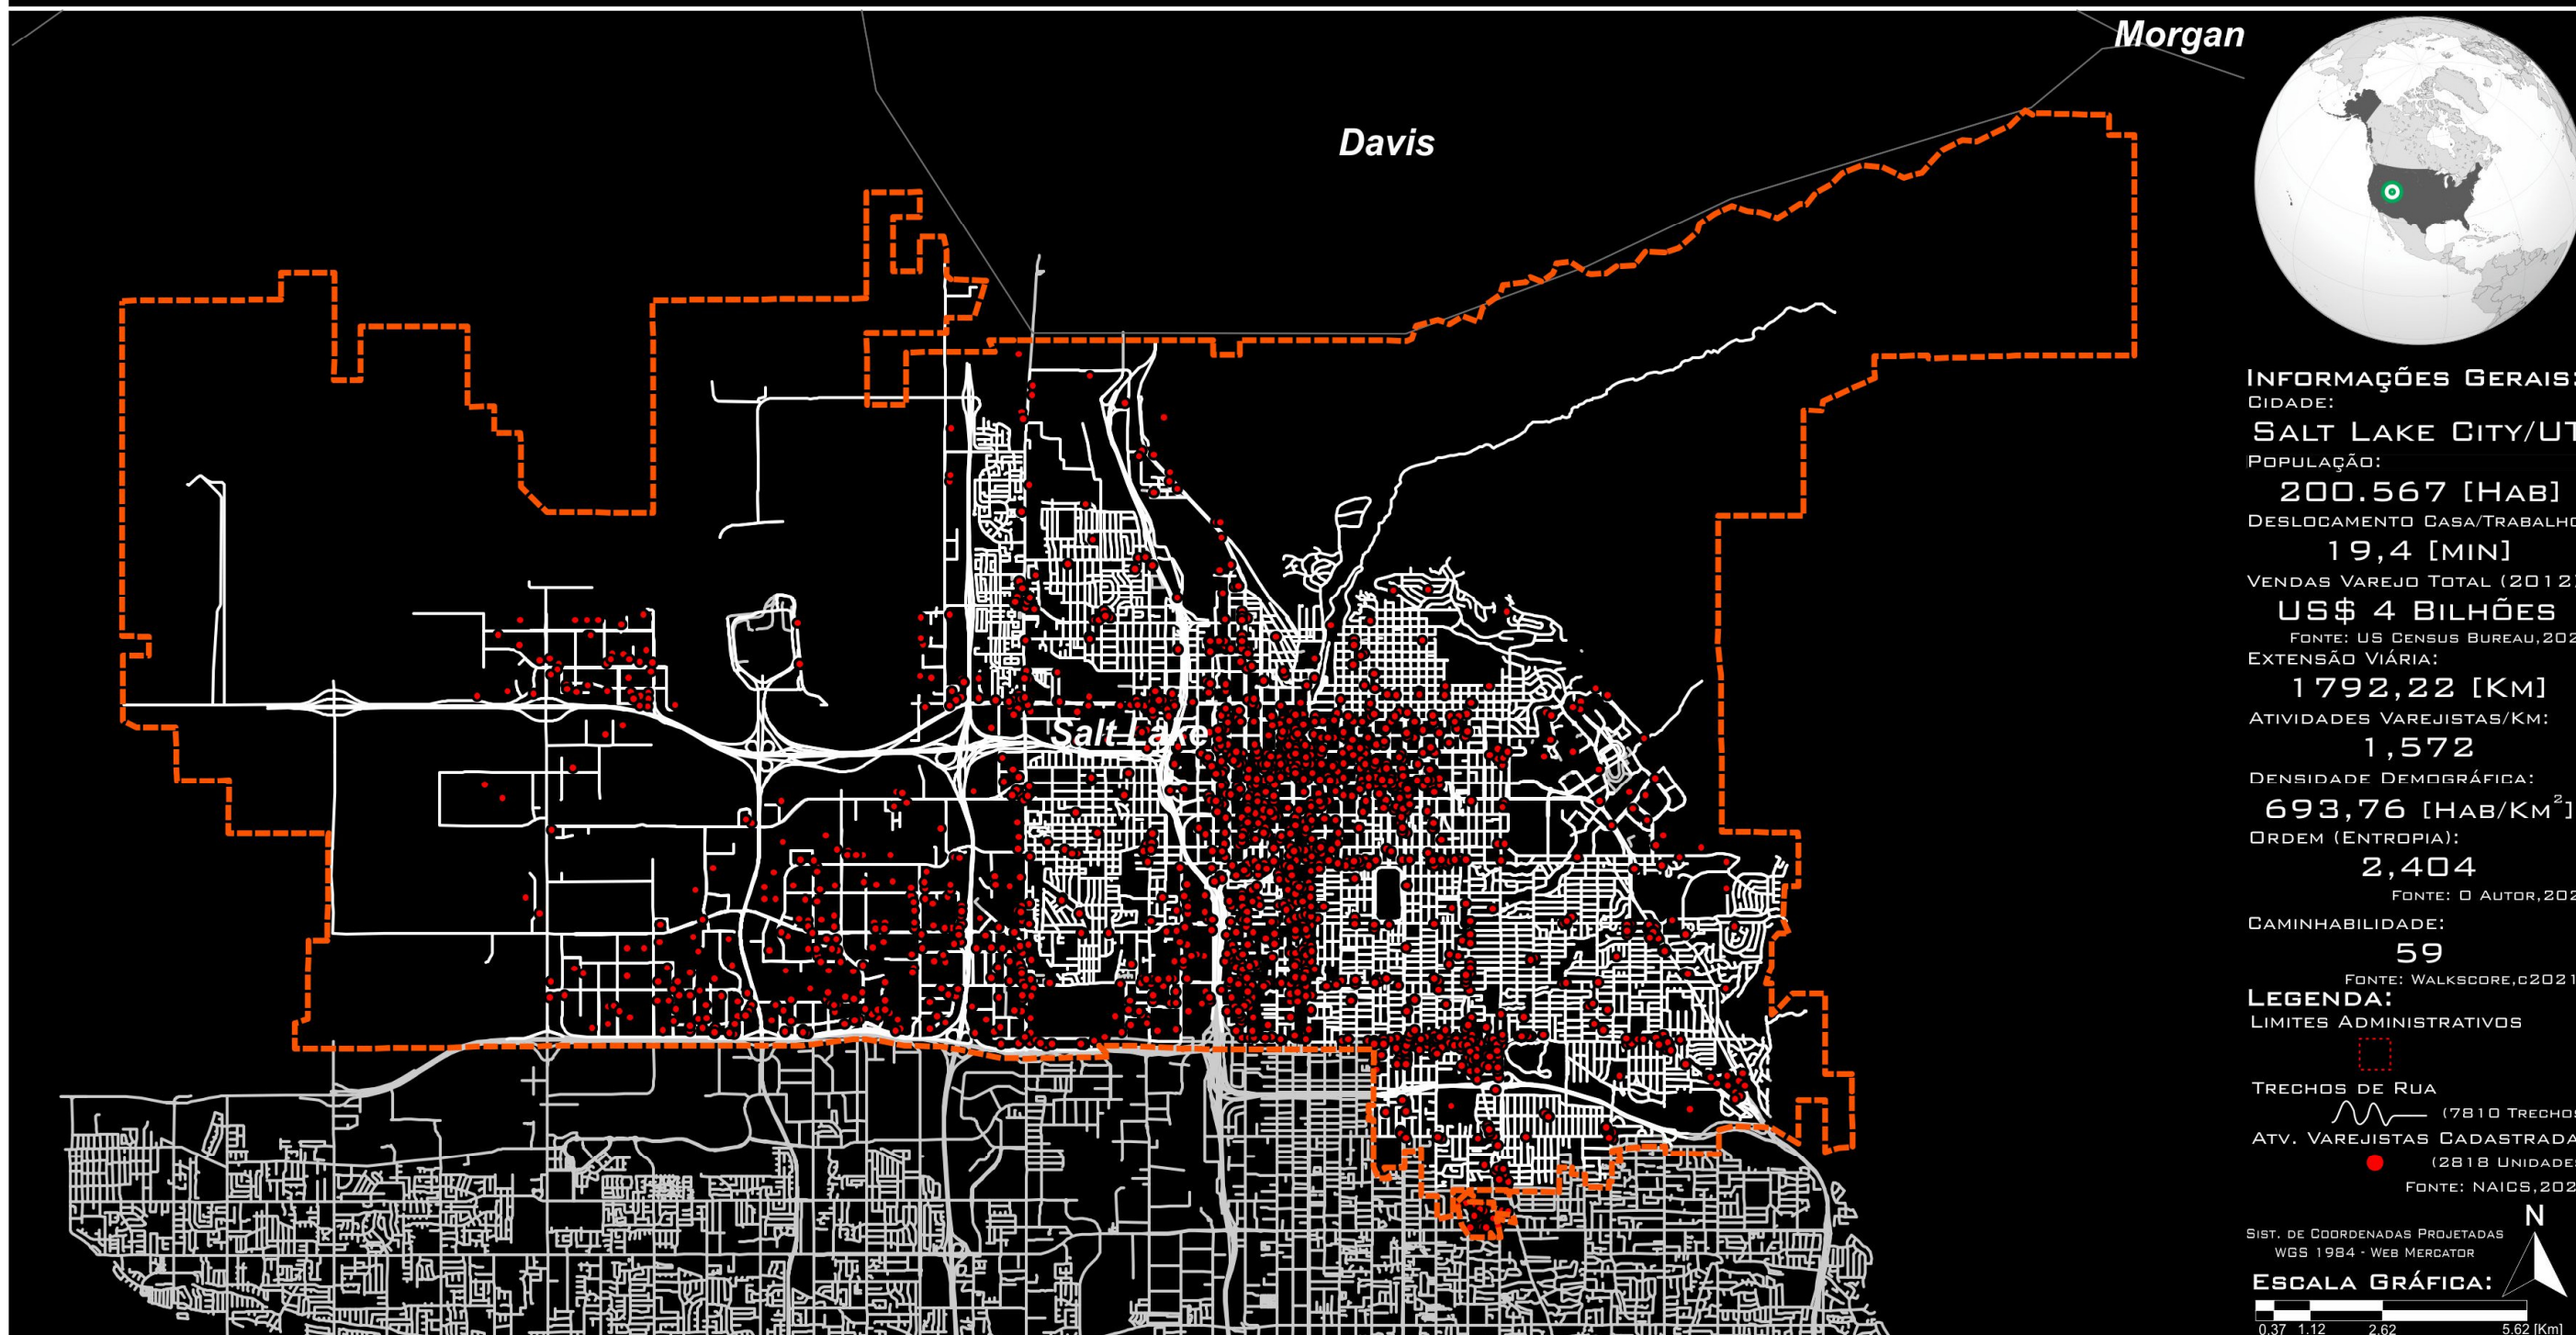 Morgan
Davis
Salt Lake
INFORMAÇÕES GERAIS:
CIDADE:
SALT LAKE CITY/UT
POPULAÇÃO:
200.567 [HAB]
DESLOCAMENTO CASA/TRABALHO
19,4 [MIN]
VENDAS VAREJO TOTAL (2012)
US$ 4 BILHÕES
FONTE: US CENSUS BUREAU,202
EXTENSÃO VIÁRIA:
1792,22 [KM]
ATIVIDADES VAREJISTAS/KM:
1,572
DENSIDADE DEMOGRÁFICA:
693,76 [HAB/KM²]
ORDEM (ENTROPIA):
2,404
FONTE: O AUTOR,202
CAMINHABILIDADE:
59
FONTE: WALKSCORE,C2021
LEGENDA:
LIMITES ADMINISTRATIVOS
TRECHOS DE RUA
(7810 TRECHOS
ATV. VAREJISTAS CADASTRADA
(2818 UNIDADES
FONTE: NAICS,202
N
SIST. DE COORDENADAS PROJETADAS
WGS 1984 - WEB MERCATOR
ESCALA GRÁFICA:
0.37 1.12 2.62 5.62 [Km]